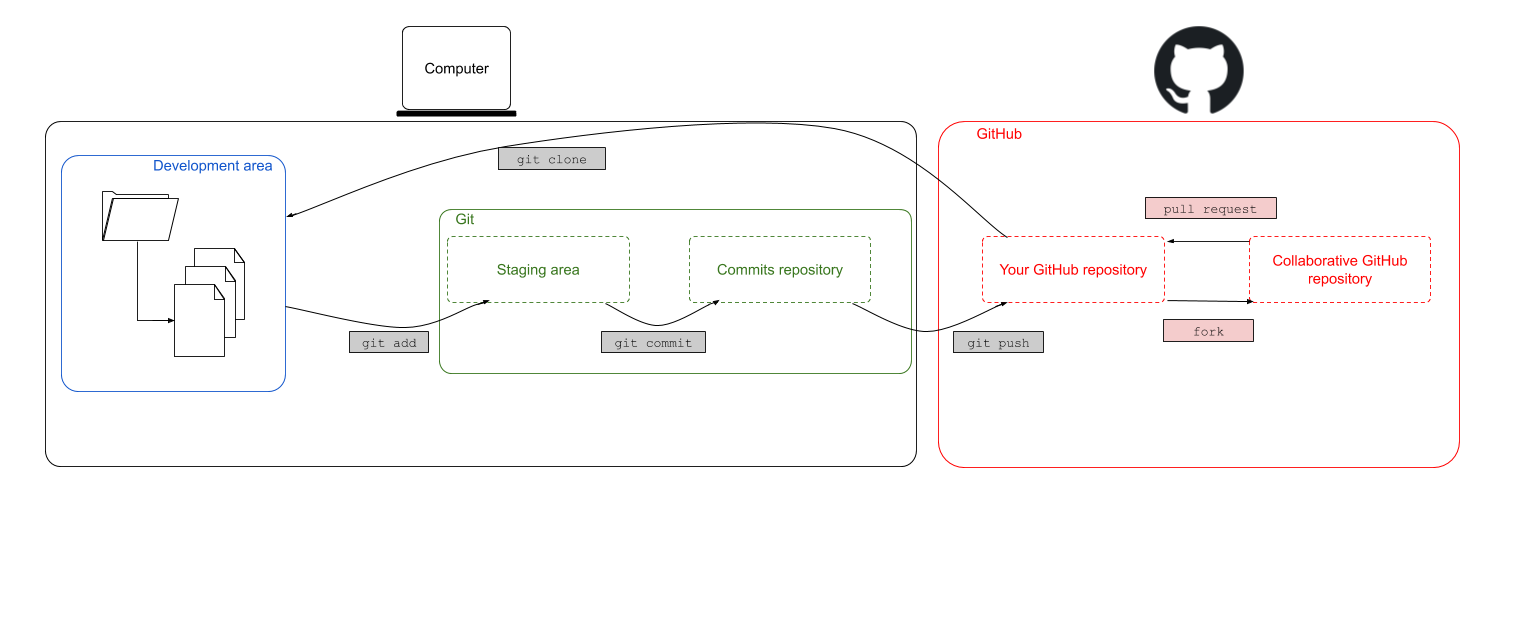 Computer
GitHub
Development area
git clone
Git
pull request
Staging area
Commits repository
Your GitHub repository
Collaborative GitHub
repository
git add
git commit
git push
fork